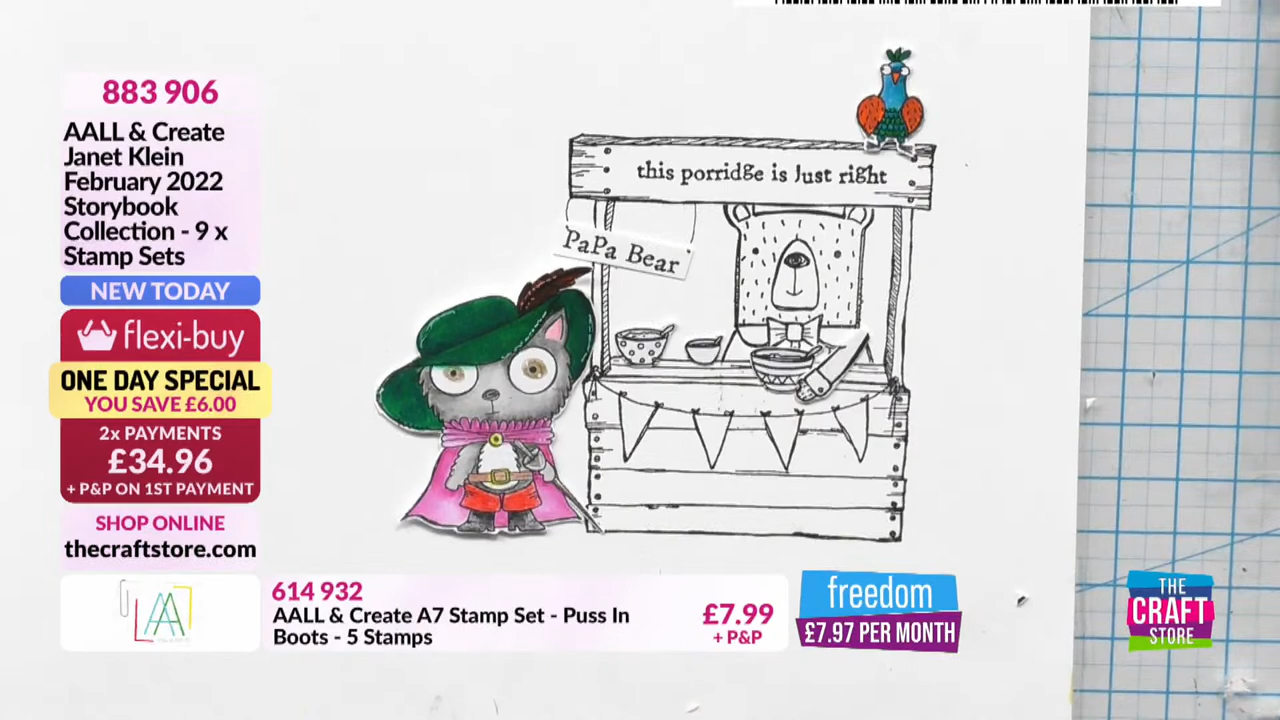 883 906
AALL & Create
Janet Klein
February 2022
Storybook
Collection - 9 x
Stamp Sets
NEW TODAY
flexi-buy
ONE DAY SPECIAL
YOU SAVE £6.00
2x PAYMENTS
£34.96
+ P&P ON 1ST PAYMENT
SHOP ONLINE
thecraftstore.com
this porridge is Just right
PaPa Bear
614 932
AALL & Create A7 Stamp Set - Puss In
Boots - 5 Stamps
£7.99
+ P&P
freedom
£7.97 PER MONTH
THE
CRAFT
STORE